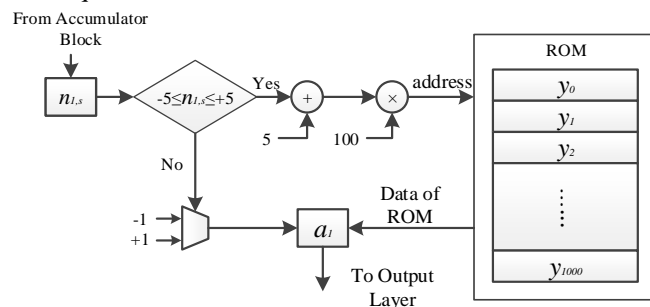 From Accumulator
Block
n1,s
-5≤n1,s≤+5
Yes
+
5
×
100
address
ROM
y0
y1
y2
y1000
No
-1
+1
a1
Data of
ROM
To Output
Layer